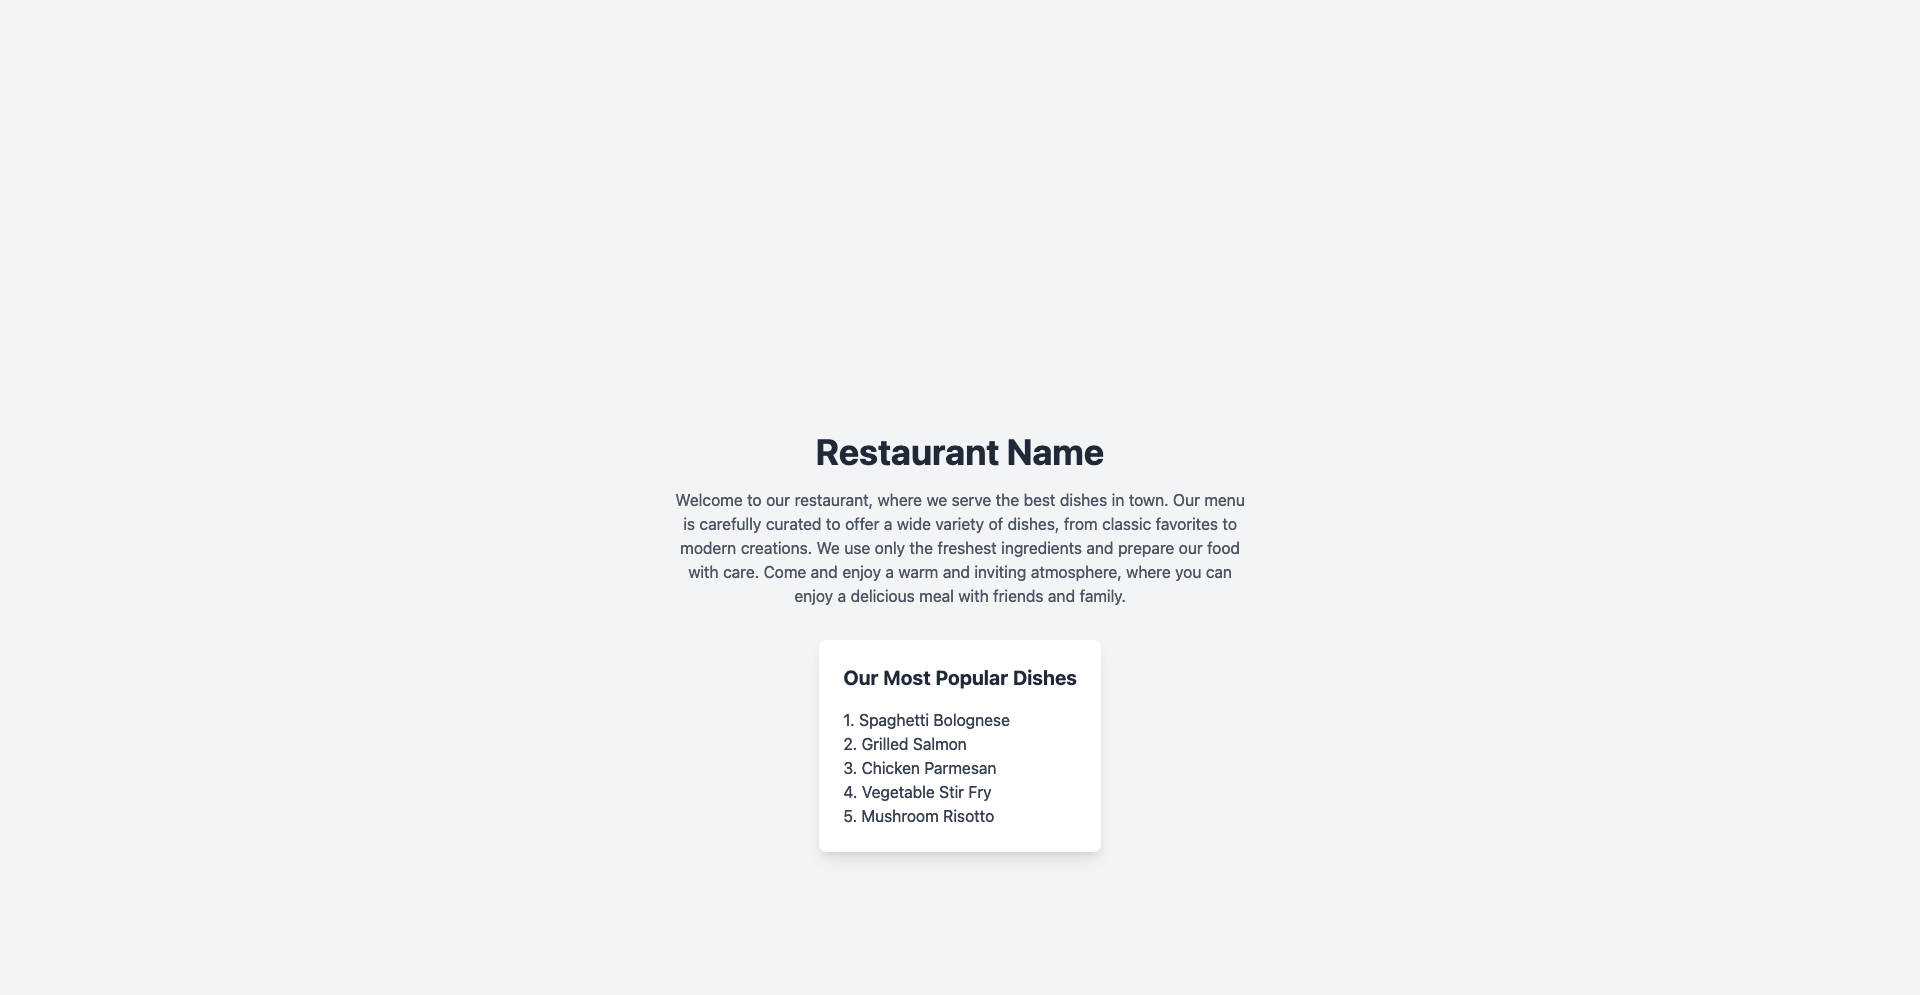 Restaurant Name
Welcome to our restaurant, where we serve the best dishes in town. Our menu
is carefully curated to offer a wide variety of dishes, from classic favorites to
modern creations. We use only the freshest ingredients and prepare our food
with care. Come and enjoy a warm and inviting atmosphere, where you can
enjoy a delicious meal with friends and family.
Our Most Popular Dishes
1. Spaghetti Bolognese
2. Grilled Salmon
3. Chicken Parmesan
4. Vegetable Stir Fry
5. Mushroom Risotto